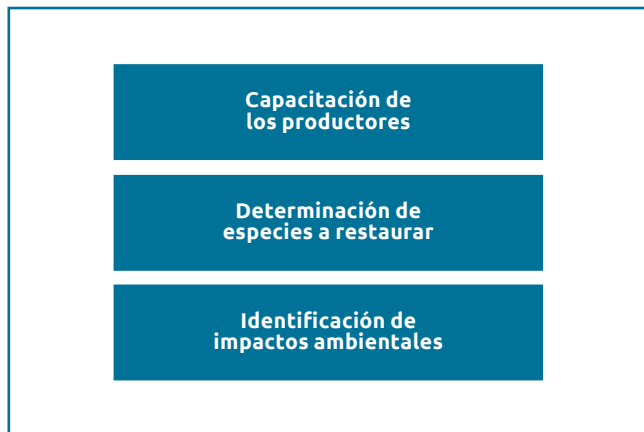 Capacitación de
los productores
Determinación de
especies a restaurar
Identificación de
impactos ambientales